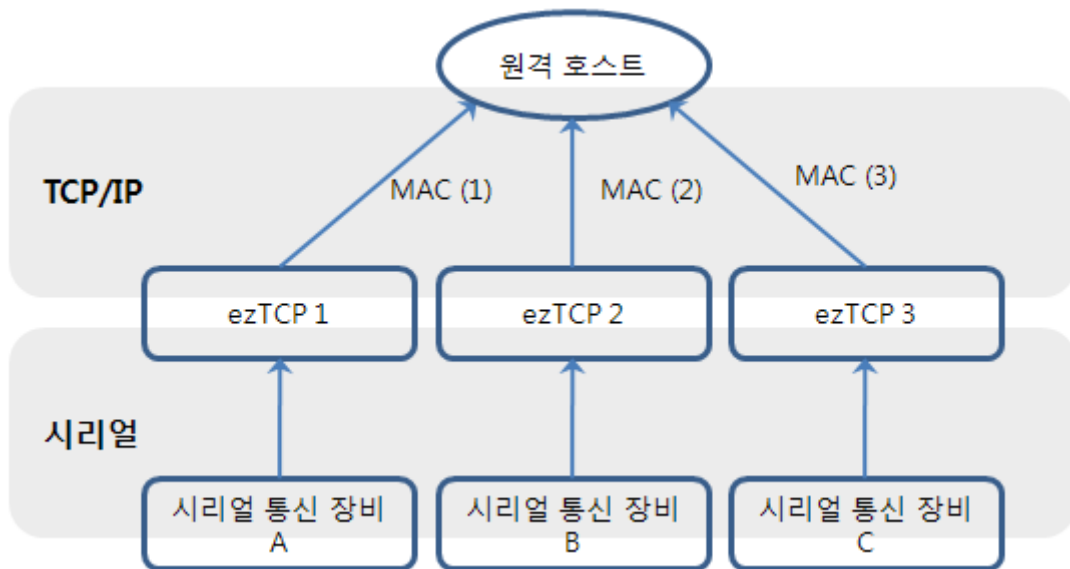 원격 호스트
TCP/IP
MAC (1)
MAC (2)
MAC (3)
ezTCP 1
ezTCP 2
ezTCP 3
시리얼
시리얼 통신 장비
A
시리얼 통신 장비
B
시리얼 통신 장비
C